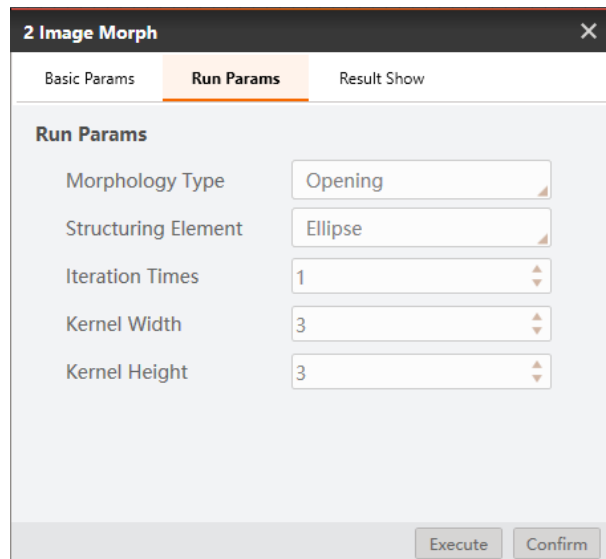 2 Image Morph
Basic Params Run Params Result Show
Run Params
Morphology Type Opening
Structuring Element Ellipse
Iteration Times 1
Kernel Width 3
Kernel Height 3
Execute Confirm